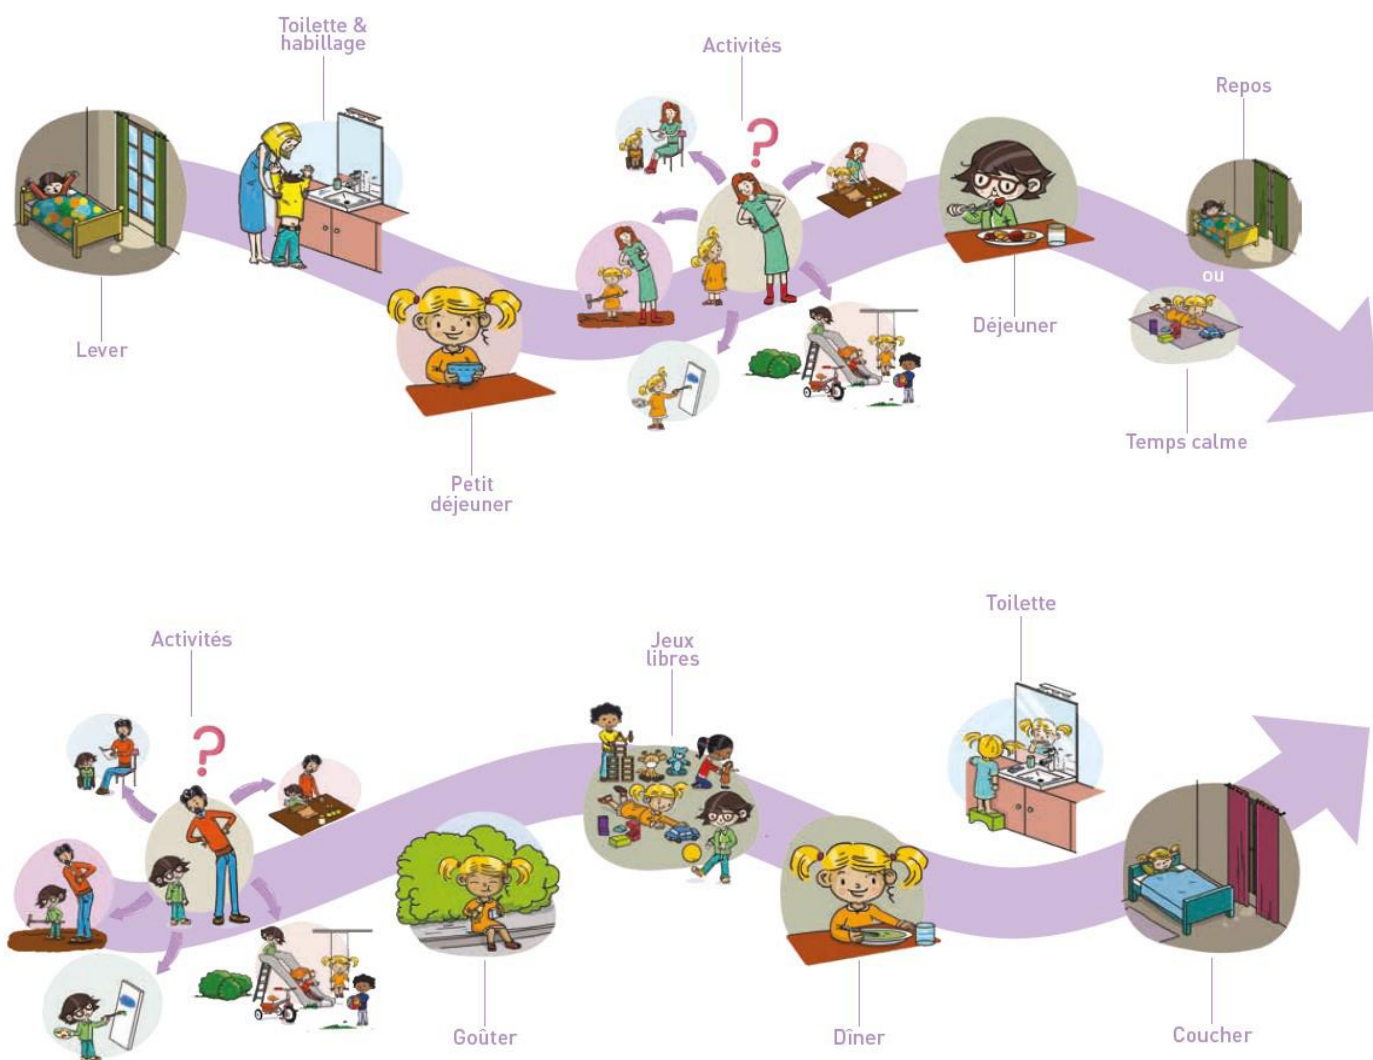 Toilette &
habillage
Activités
Repos
?
ou
Lever
Déjeuner
Temps calme
Petit
déjeuner
Toilette
Activités
Jeux
libres
?
Goûter
Dîner
Coucher